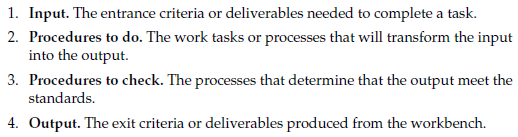 1. Input. The entrance criteria or deliverables needed to complete a task.
2. Procedures to do. The work tasks or processes that will transform the input
into the output.
3. Procedures to check. The processes that determine that the output meet the
standards.
4. Output. The exit criteria or deliverables produced from the workbench.